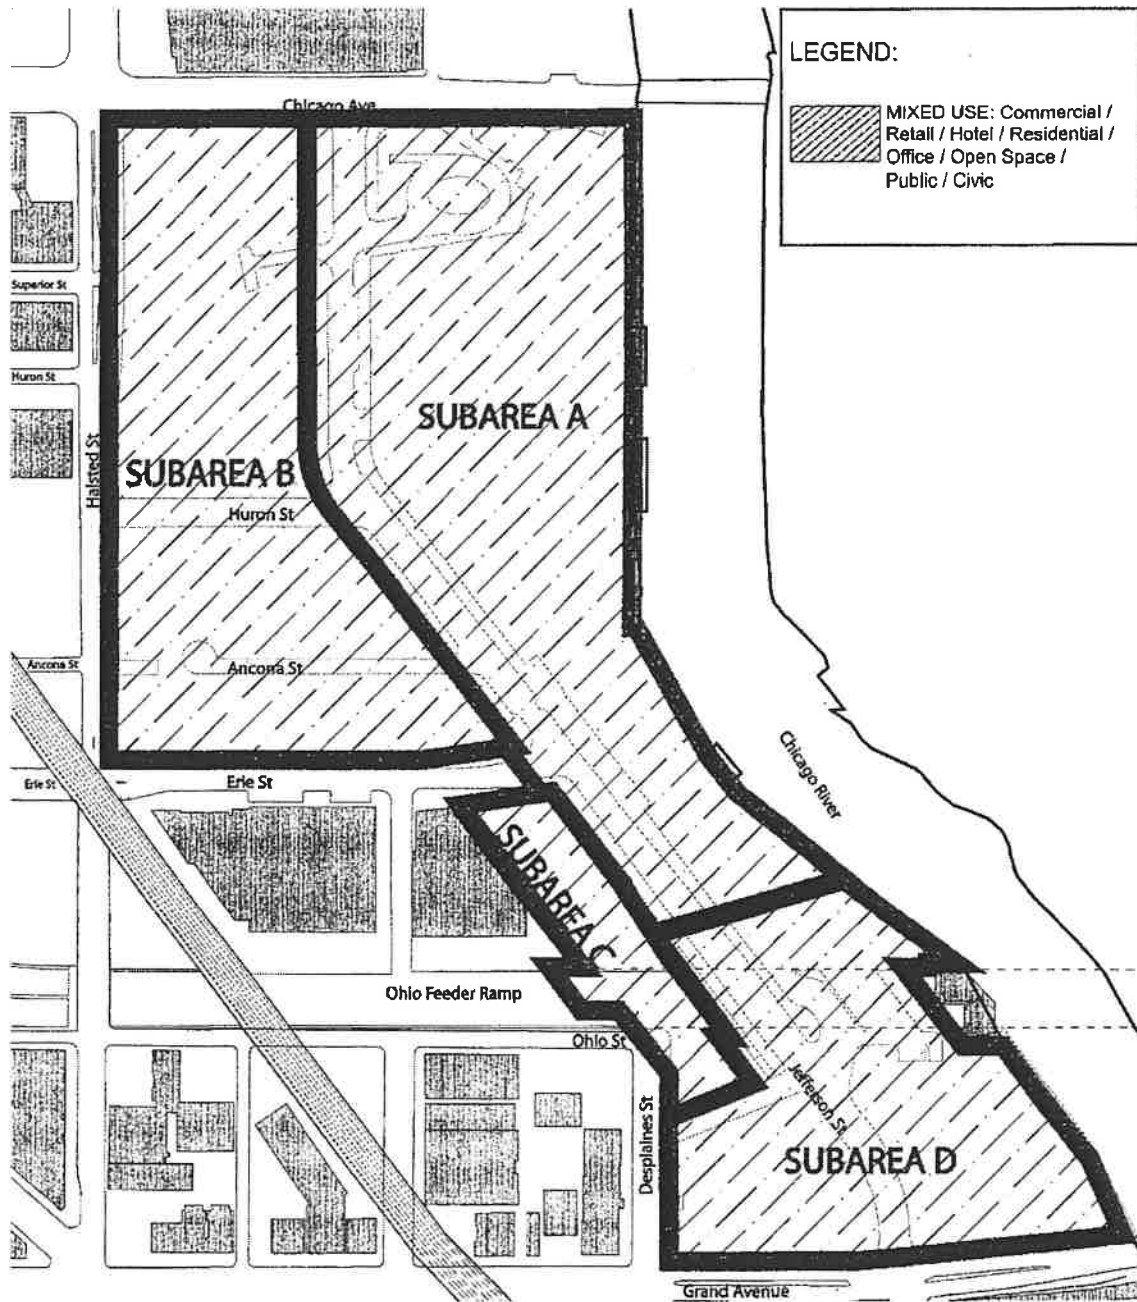 LEGEND:
MIXED USE: Commercial /
Retail / Hotel / Residential /
Office / Open Space /
Public / Civic
Chicago Ave
Superior St
Huron St
Halsted St
SUBAREA A
SUBAREA B
Huron St
Ancona St
Ancona St
Chicago River
Erie St
Erie St
SUBAREA C
Ohio Feeder Ramp
Ohio St
Jefferson St
Desplaines St
SUBAREA D
Grand Avenue